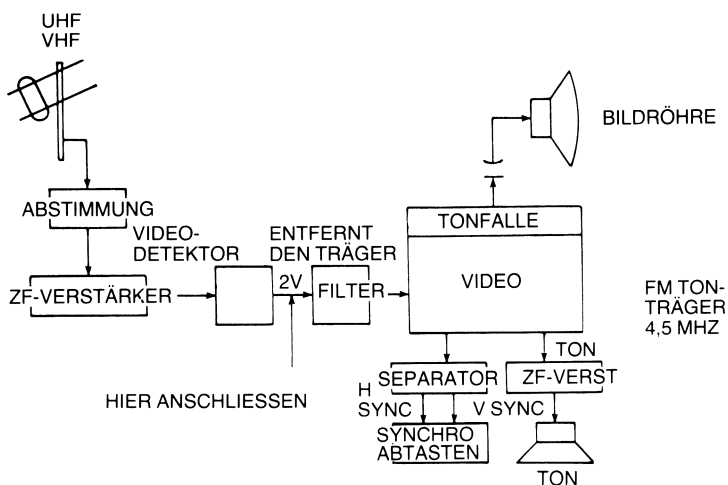 UHF
VHF
BILDRÖHRE
ABSTIMMUNG
TONFALLE
VIDEO-
DETEKTOR
ENTFERNT
DEN TRÄGER
2V
ZF-VERSTÄRKER
FILTER
VIDEO
FM TON-
TRÄGER
4,5 MHZ
HIER ANSCHLIESSEN
TON
SEPARATOR
ZF-VERST
H
SYNC
V SYNC
SYNCHRO
ABTASTEN
TON